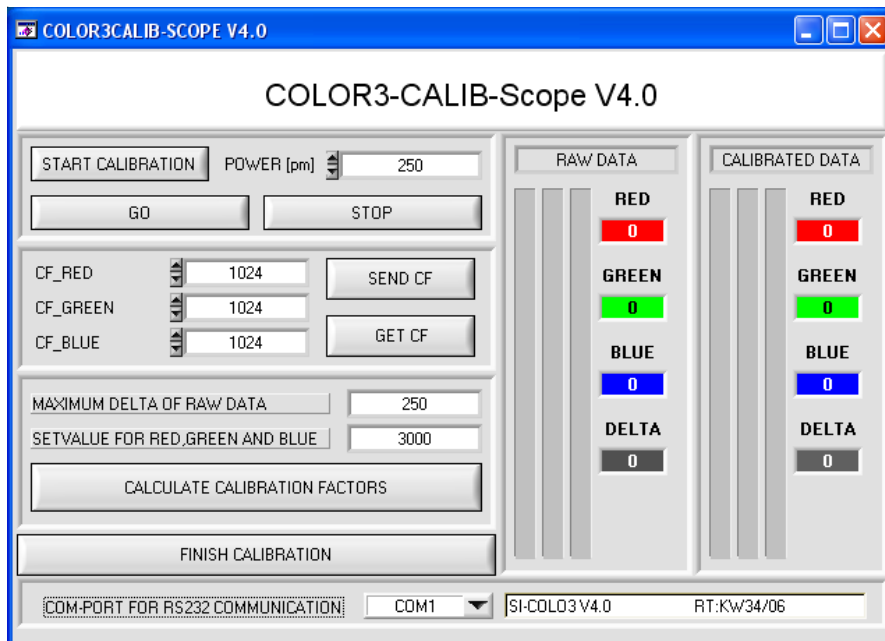 COLOR3CALIB-SCOPE V4.0
COLOR3-CALIB-Scope V4.0
START CALIBRATION POWER [pm] 250
GO STOP
CF_RED 1024 SEND CF
CF_GREEN 1024
CF_BLUE 1024 GET CF
MAXIMUM DELTA OF RAW DATA 250
SETVALUE FOR RED,GREEN AND BLUE 3000
CALCULATE CALIBRATION FACTORS
FINISH CALIBRATION
RAW DATA
RED
0
GREEN
0
BLUE
0
DELTA
0
CALIBRATED DATA
RED
0
GREEN
0
BLUE
0
DELTA
0
COM-PORT FOR RS232 COMMUNICATION COM1 SI-COLO3 V4.0 RT:KW34/06